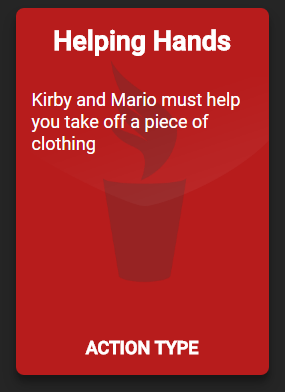 Helping Hands
Kirby and Mario must help
you take off a piece of
clothing
ACTION TYPE